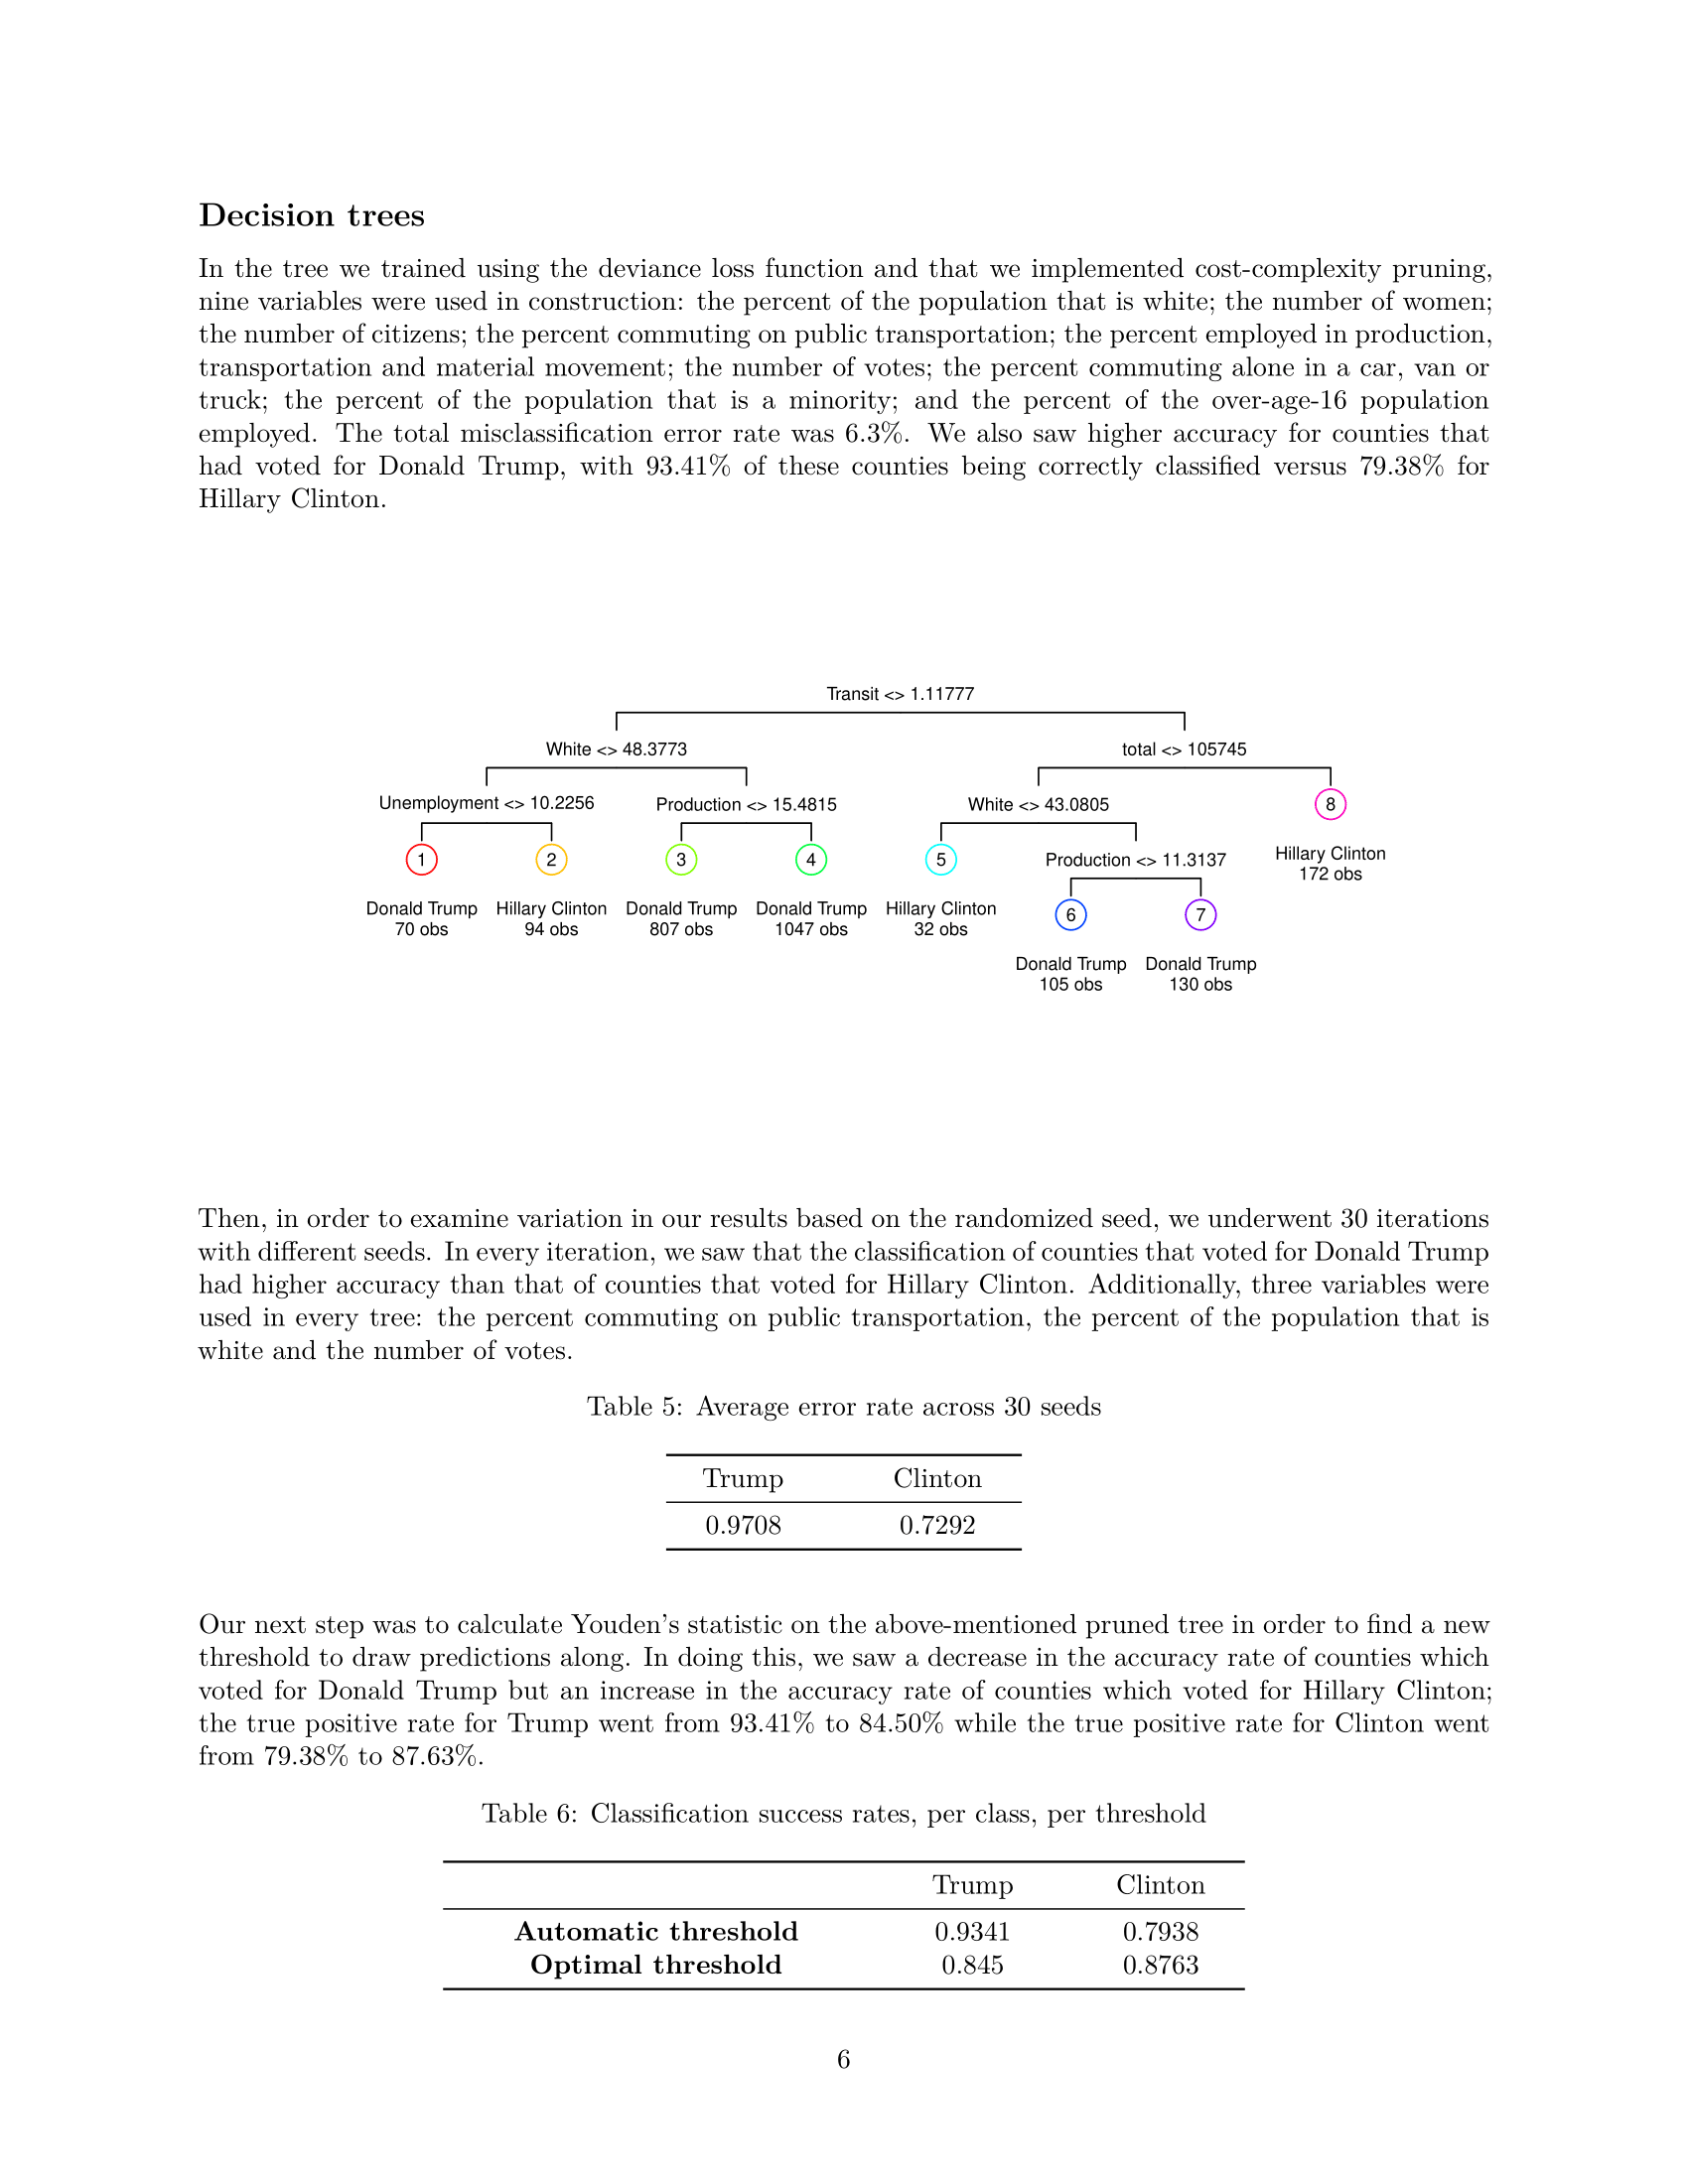 Decision trees
In the tree we trained using the deviance loss function and that we implemented cost-complexity pruning,
nine variables were used in construction: the percent of the population that is white; the number of women;
the number of citizens; the percent commuting on public transportation; the percent employed in production,
transportation and material movement; the number of votes; the percent commuting alone in a car, van or
truck; the percent of the population that is a minority; and the percent of the over-age-16 population
employed. The total misclassification error rate was 6.3%. We also saw higher accuracy for counties that
had voted for Donald Trump, with 93.41% of these counties being correctly classified versus 79.38% for
Hillary Clinton.
Transit <> 1.11777
White <> 48.3773 total <> 105745
Unemployment <> 10.2256 Production <> 15.4815 White <> 43.0805 8
1 2 3 4 5 Production <> 11.3137 Hillary Clinton
172 obs
Donald Trump Hillary Clinton Donald Trump Donald Trump Hillary Clinton 6 7
70 obs 94 obs 807 obs 1047 obs 32 obs
Donald Trump Donald Trump
105 obs 130 obs
Then, in order to examine variation in our results based on the randomized seed, we underwent 30 iterations
with different seeds. In every iteration, we saw that the classification of counties that voted for Donald Trump
had higher accuracy than that of counties that voted for Hillary Clinton. Additionally, three variables were
used in every tree: the percent commuting on public transportation, the percent of the population that is
white and the number of votes.
Table 5: Average error rate across 30 seeds
Trump Clinton
0.9708 0.7292
Our next step was to calculate Youden's statistic on the above-mentioned pruned tree in order to find a new
threshold to draw predictions along. In doing this, we saw a decrease in the accuracy rate of counties which
voted for Donald Trump but an increase in the accuracy rate of counties which voted for Hillary Clinton;
the true positive rate for Trump went from 93.41% to 84.50% while the true positive rate for Clinton went
from 79.38% to 87.63%.
Table 6: Classification success rates, per class, per threshold
Trump Clinton
Automatic threshold 0.9341 0.7938
Optimal threshold 0.845 0.8763
6